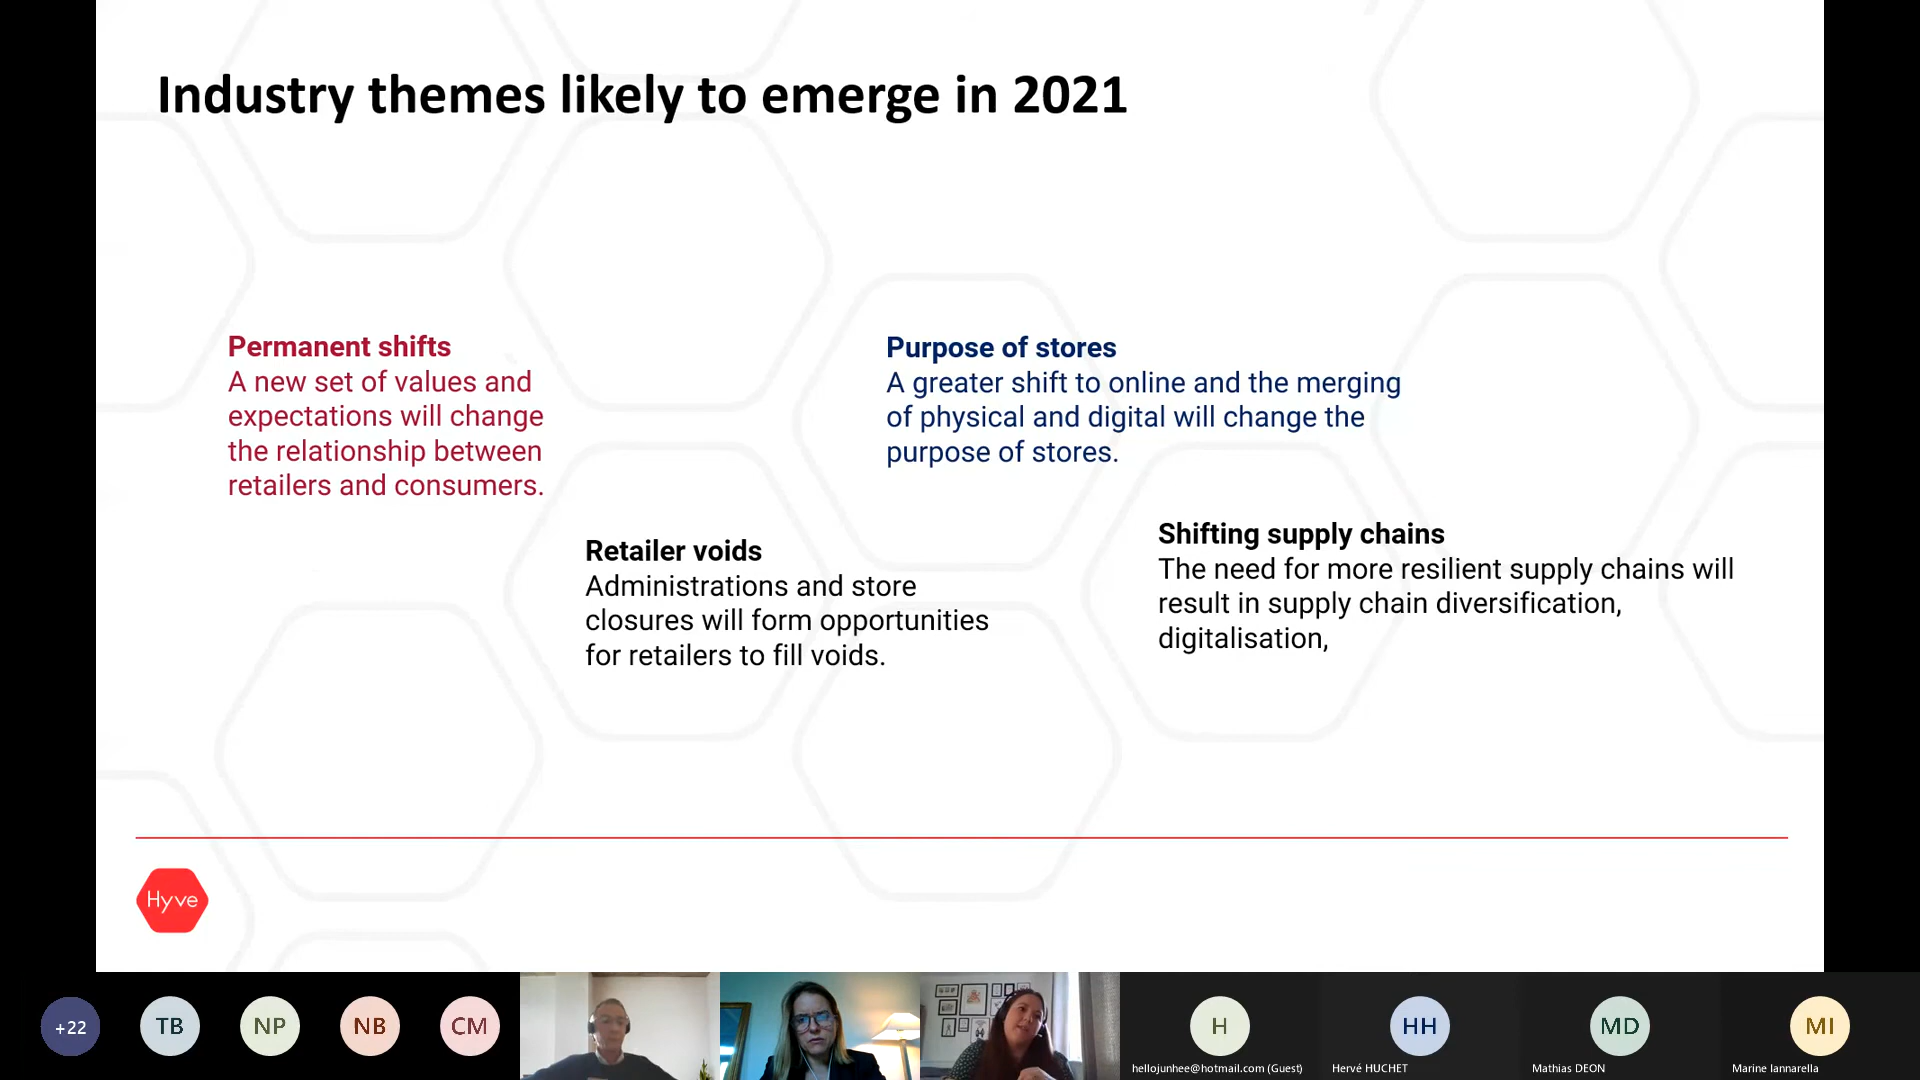 Industry themes likely to emerge in 2021
Permanent shifts
A new set of values and
expectations will change
the relationship between
retailers and consumers.
Purpose of stores
A greater shift to online and the merging
of physical and digital will change the
purpose of stores.
Retailer voids
Administrations and store
closures will form opportunities
for retailers to fill voids.
Shifting supply chains
The need for more resilient supply chains will
result in supply chain diversification,
digitalisation,
Hyve
+22
TB
NP
NB
CM
H
hellojunhee@hotmail.com (Guest)
HH
Hervé HUCHET
MD
Mathias DEON
MI
Marine Iannarella